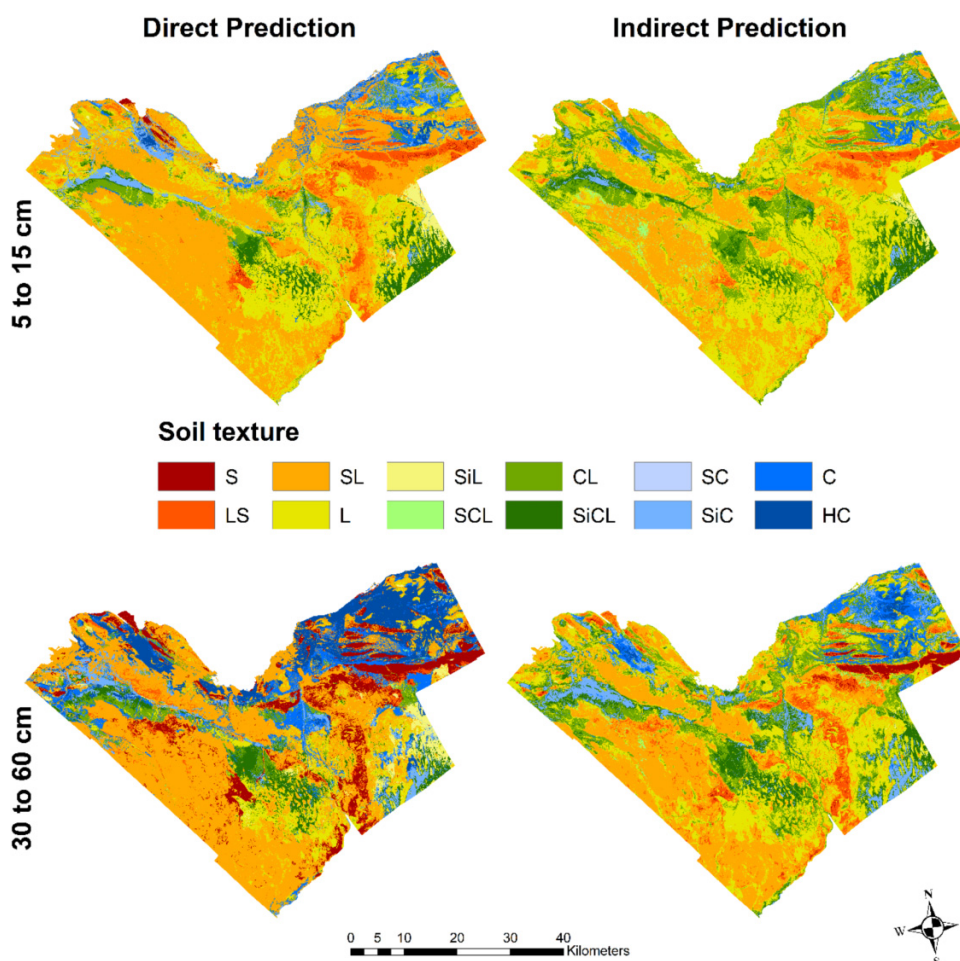 Direct Prediction Indirect Prediction
5 to 15 cm
Soil texture
S SL SiL CL SC C
LS L SCL SiCL SiC HC
30 to 60 cm
N
W
S
0 5 10 20 30 40
Kilometers